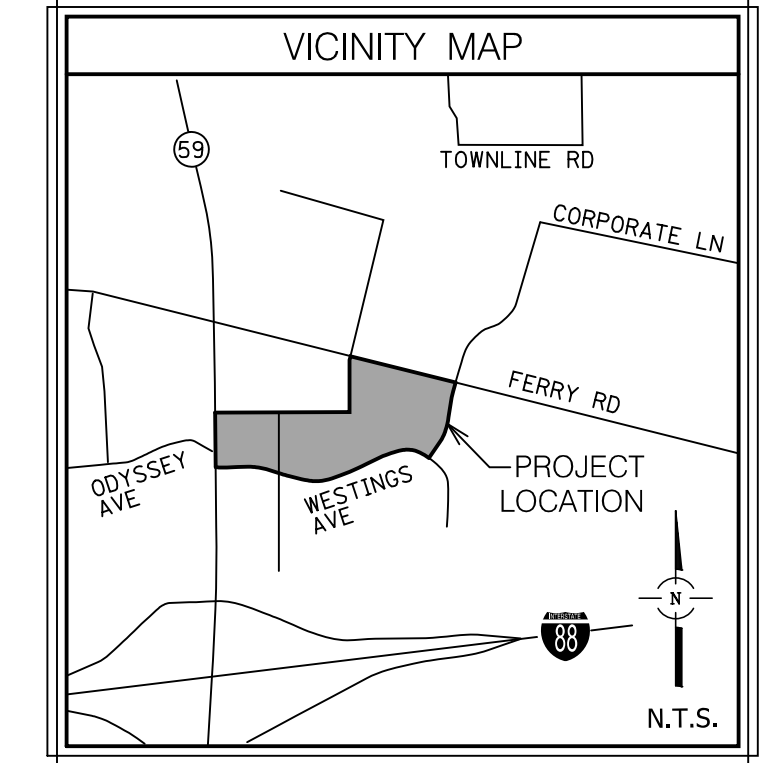 VICINITY MAP
59
TOWNLINE RD
CORPORATE LN
FERRY RD
ODYSSEY
AVE
WESTINGS
AVE
PROJECT
LOCATION
N
INTERSTATE
88
N.T.S.